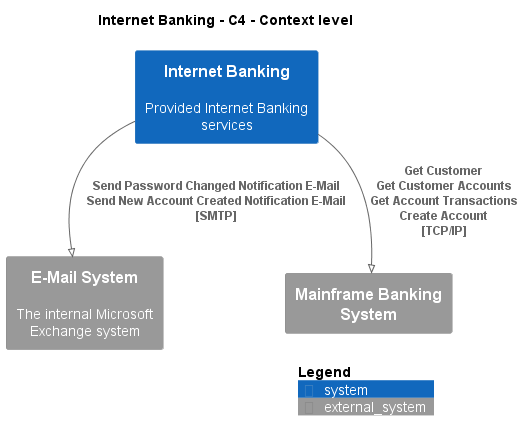 Internet Banking - C4 - Context level
Internet Banking
Provided Internet Banking
services
Send Password Changed Notification E-Mail
Send New Account Created Notification E-Mail
[SMTP]
Get Customer
Get Customer Accounts
Get Account Transactions
Create Account
[TCP/IP]
E-Mail System
The internal Microsoft
Exchange system
Mainframe Banking
System
Legend
system
external_system